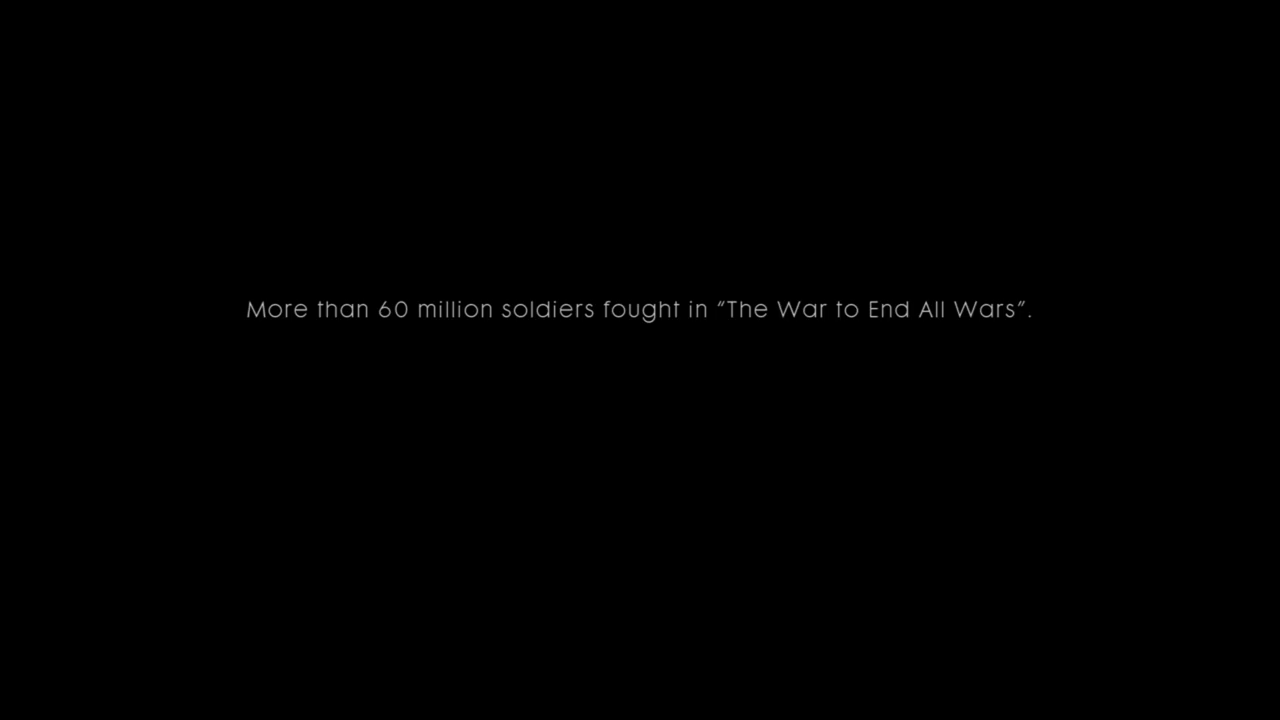 More than 60 million soldiers fought in “The War to End All Wars”.